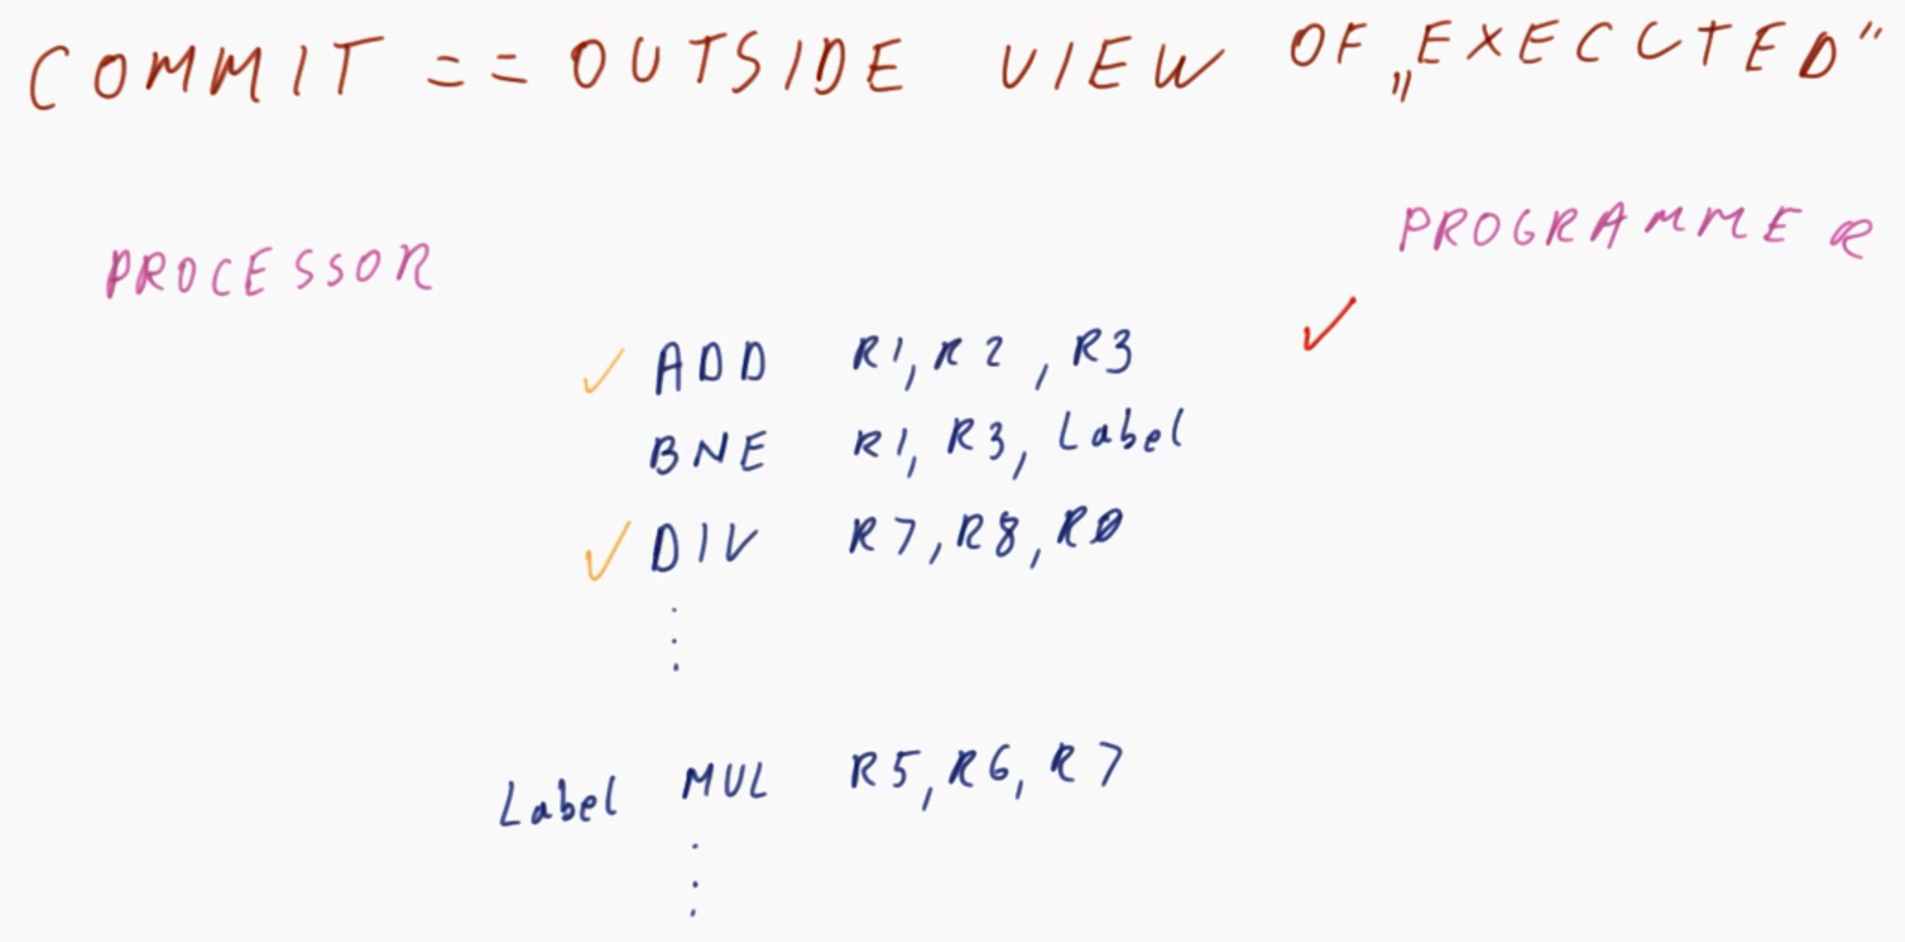 COMMIT == OUTSIDE VIEW OF „EXECUTED"
PROCESSOR PROGRAMMER
✓ ADD R1, R2, R3 ✓
BNE R1, R3, Label
✓ DIV R7, R8, R0
⋮
Label MUL R5, R6, R7
⋮